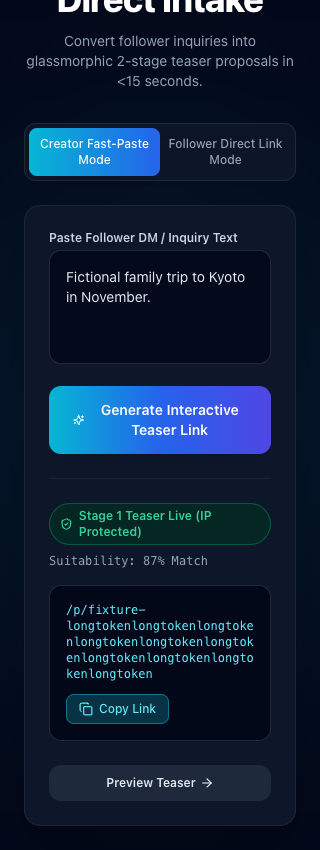 Direct Intake
Convert follower inquiries into
glassmorphic 2-stage teaser proposals in
<15 seconds.
Creator Fast-Paste
Mode
Follower Direct Link
Mode
Paste Follower DM / Inquiry Text
Fictional family trip to Kyoto
in November.
Generate Interactive
Teaser Link
Stage 1 Teaser Live (IP
Protected)
Suitability: 87% Match
/p/fixture-
longtokenlongtokenlongtoke
nlongtokenlongtokenlongtok
enlongtokenlongtokenlongto
kenlongtoken
Copy Link
Preview Teaser →